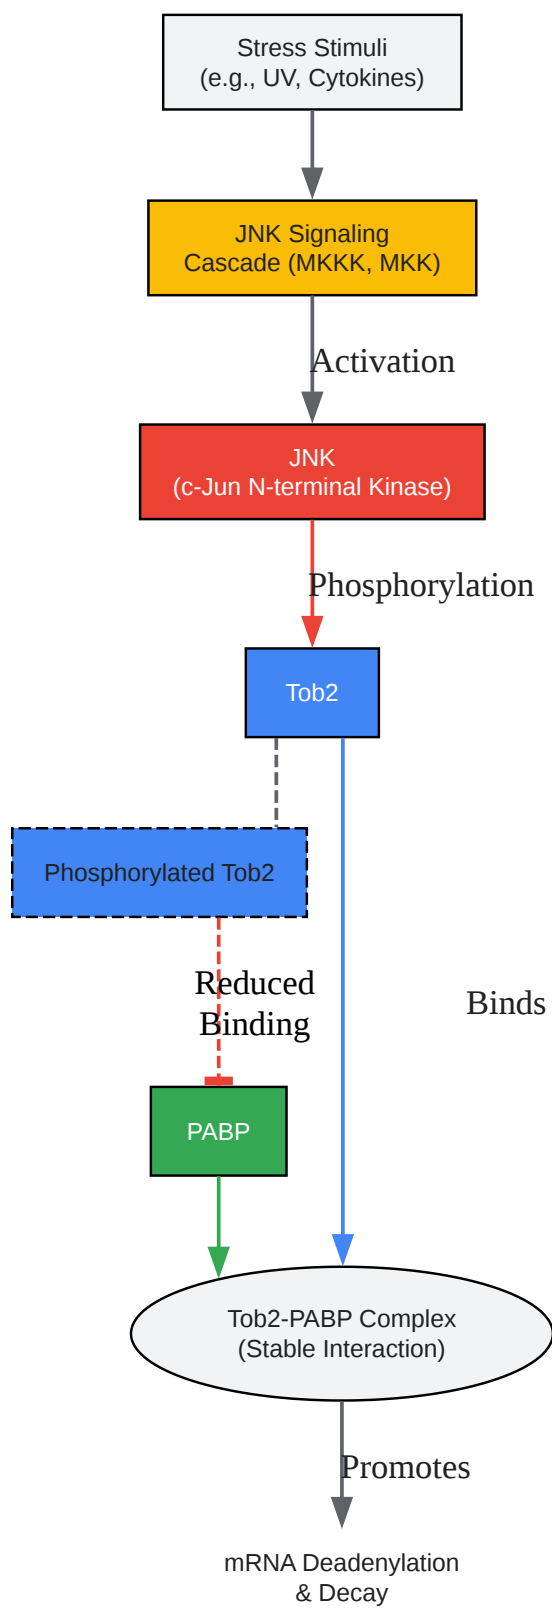 Stress Stimuli
(e.g., UV, Cytokines)
JNK Signaling
Cascade (MKKK, MKK)
Activation
JNK
(c-Jun N-terminal Kinase)
Phosphorylation
Tob2
Phosphorylated Tob2
Reduced
Binding
Binds
PABP
Tob2-PABP Complex
(Stable Interaction)
Promotes
mRNA Deadenylation
& Decay